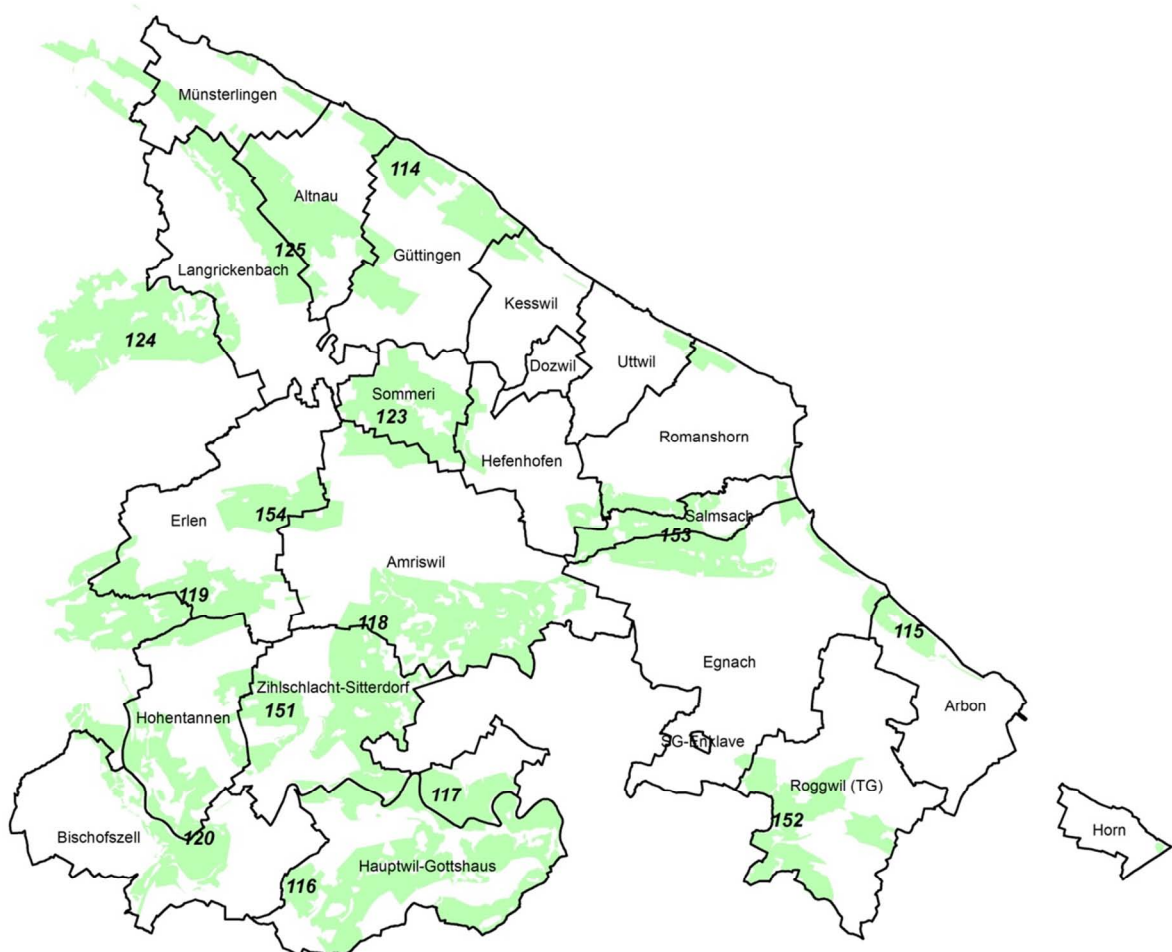 Münsterlingen
114
Altnau
125
Güttingen
Langrickenbach
Kesswil
124
Dozwil
Uttwil
Sommeri
123
Romanshorn
Hefenhofen
154
Erlen
Salmsach
153
Amriswil
119
118
115
Egnach
Zihlschlacht-Sitterdorf
151
Hohentannen
Arbon
SG-Enklave
Roggwil (TG)
117
152
Horn
Bischofszell
120
Hauptwil-Gottshaus
116